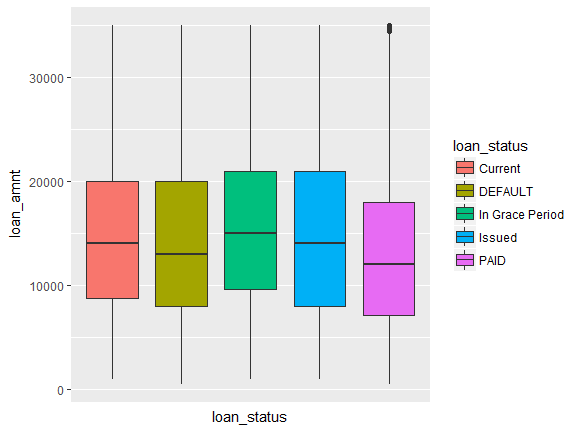 loan_amnt
30000
20000
10000
0
loan_status
loan_status
Current
DEFAULT
In Grace Period
Issued
PAID